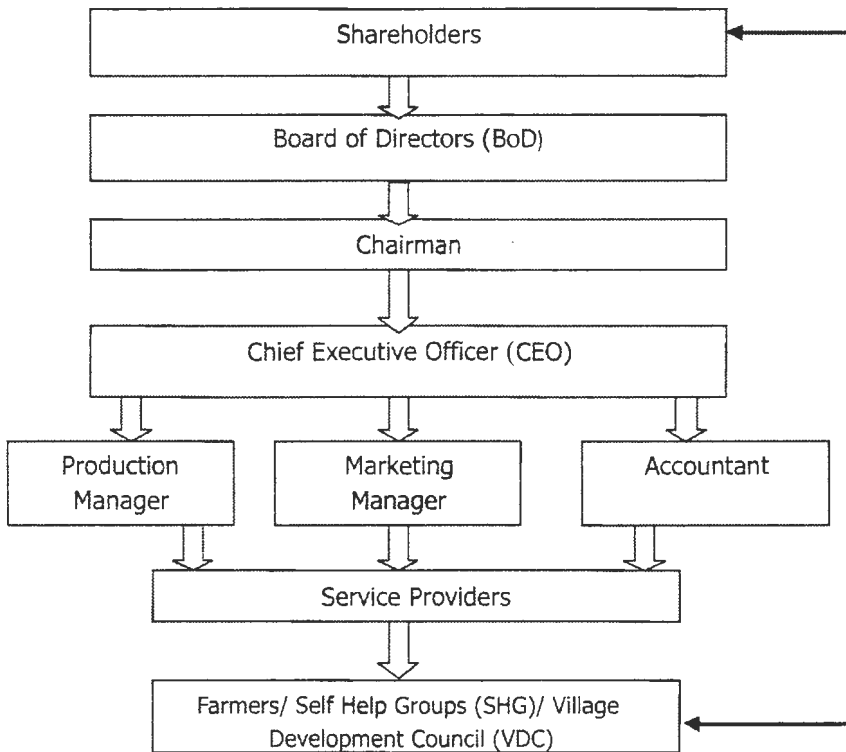 Shareholders
Board of Directors (BoD)
Chairman
Chief Executive Officer (CEO)
Production
Manager
Marketing
Manager
Accountant
Service Providers
Farmers/ Self Help Groups (SHG)/ Village
Development Council (VDC)